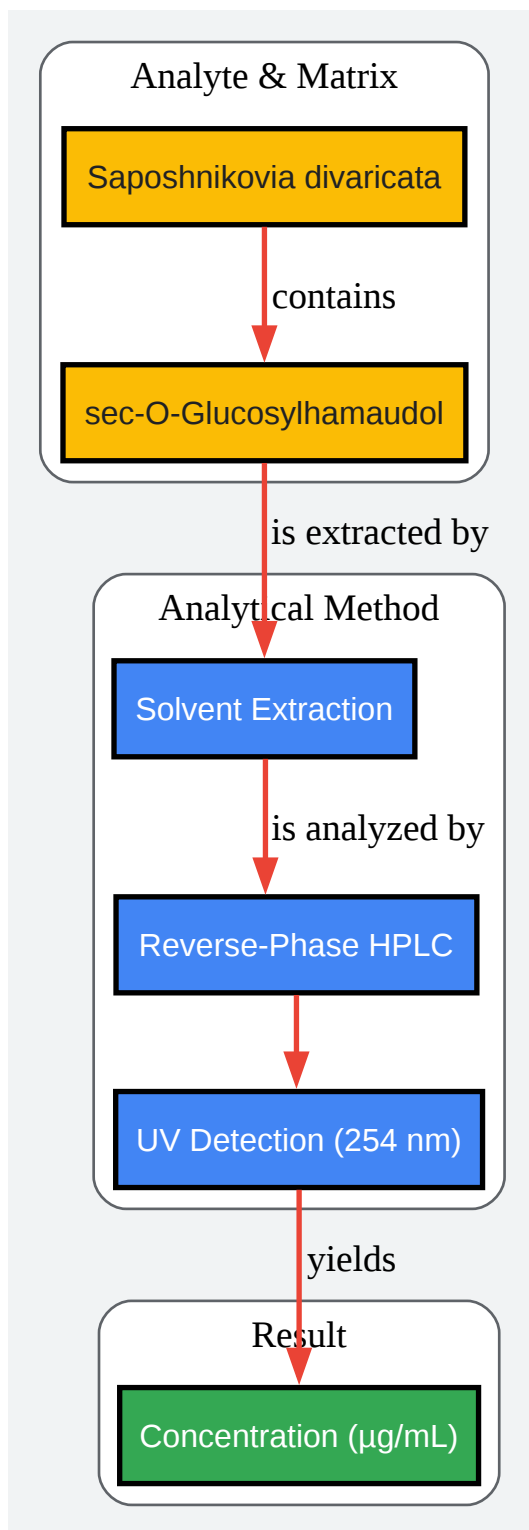 Analyte & Matrix
Saposhnikovia divaricata
contains
sec-O-Glucosylhamaudol
is extracted by
Analytical Method
Solvent Extraction
is analyzed by
Reverse-Phase HPLC
UV Detection (254 nm)
yields
Result
Concentration (µg/mL)